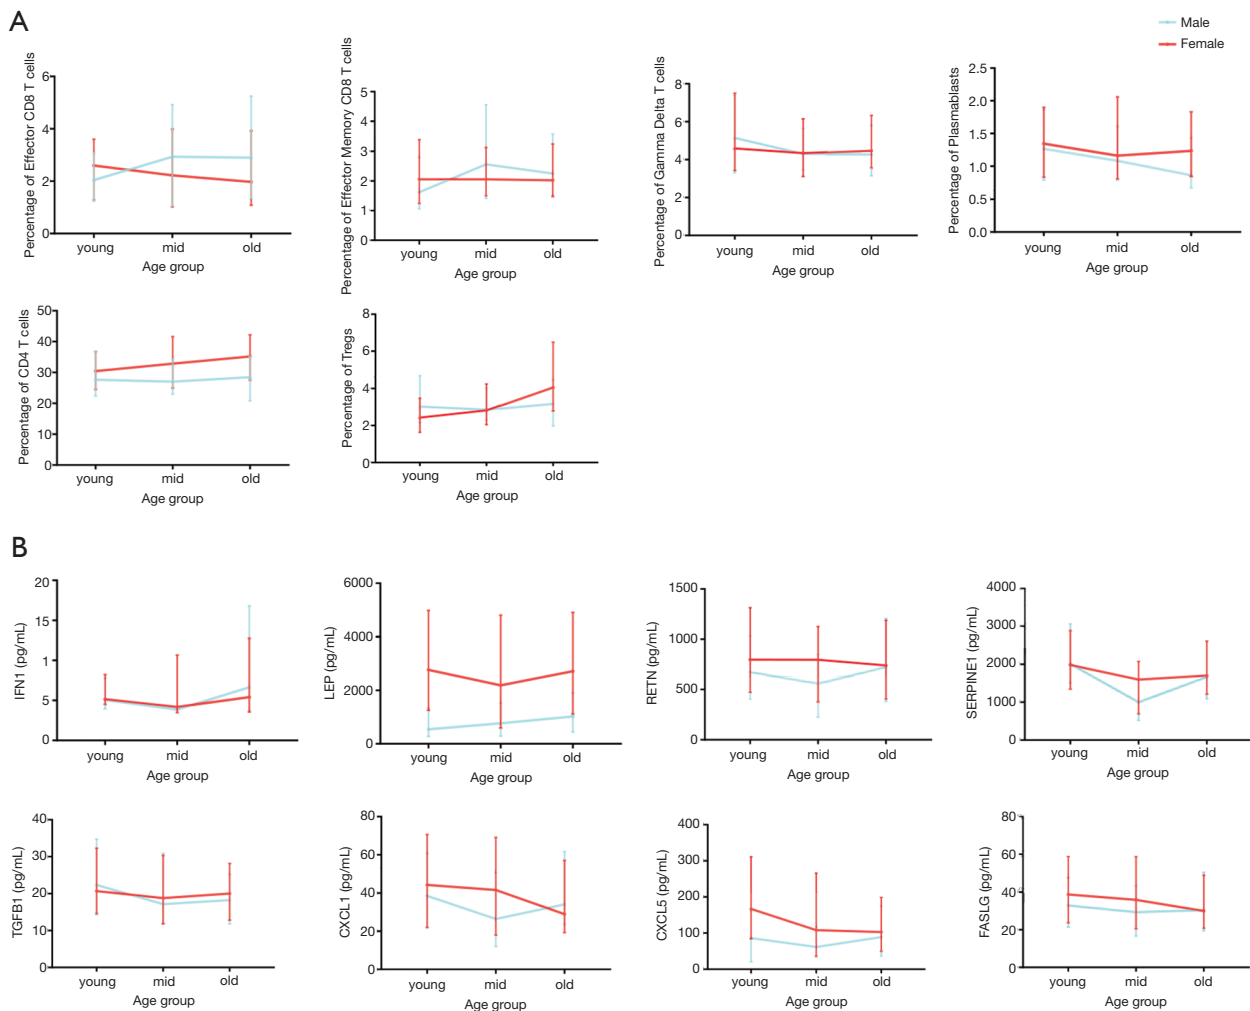 A
Male
Female
Percentage of Effector CD8 T cells
6
4
2
0
young mid old
Age group
Percentage of Effector Memory CD8 T cells
5
4
3
2
1
0
young mid old
Age group
Percentage of Gamma Delta T cells
8
6
4
2
0
young mid old
Age group
Percentage of Plasmablasts
2.5
2.0
1.5
1.0
0.5
0.0
young mid old
Age group
Percentage of CD4 T cells
50
40
30
20
10
0
young mid old
Age group
Percentage of Tregs
8
6
4
2
0
young mid old
Age group
B
IFN1 (pg/mL)
20
15
1
5
0
young mid old
Age group
LEP (pg/mL)
6000
4000
2000
0
young mid old
Age group
RETN (pg/mL)
1500
1000
500
0
young mid old
Age group
SERPINE1 (pg/mL)
4000
3000
2000
1000
0
young mid old
Age group
TGFB1 (pg/mL)
40
30
20
10
0
young mid old
Age group
CXCL1 (pg/mL)
80
60
40
20
0
young mid old
Age group
CXCL5 (pg/mL)
400
300
200
100
0
young mid old
Age group
FASLG (pg/mL)
80
60
40
20
0
young mid old
Age group